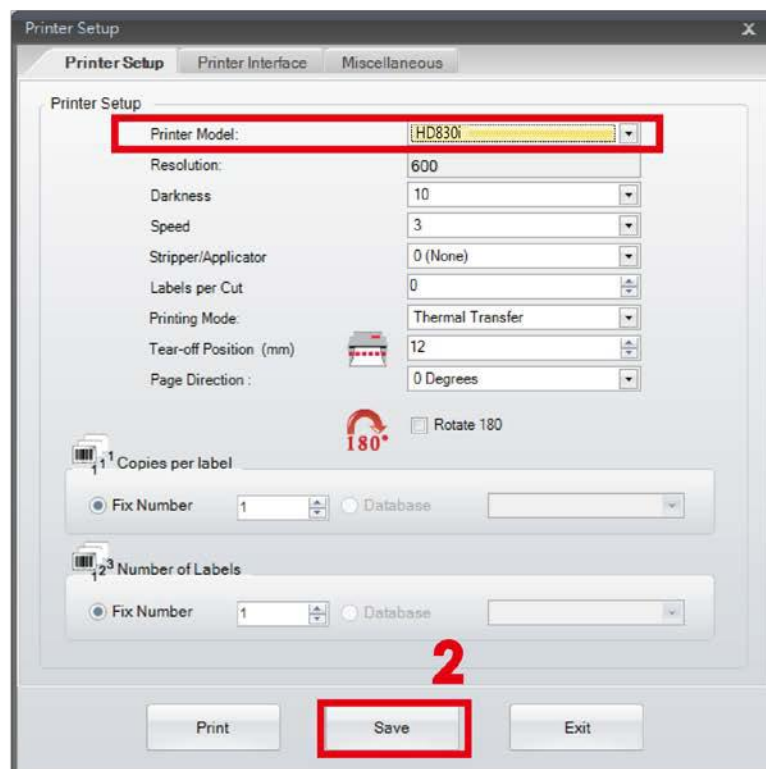 Printer Setup X
Printer Setup Printer Interface Miscellaneous
Printer Setup
Printer Model: HD830i
Resolution: 600
Darkness 10
Speed 3
Stripper/Applicator 0 (None)
Labels per Cut 0
Printing Mode: Thermal Transfer
Tear-off Position (mm) 12
Page Direction : 0 Degrees
180° Rotate 180
1 1 Copies per label
Fix Number 1 Database
1 2 3 Number of Labels
Fix Number 1 Database
2
Print Save Exit